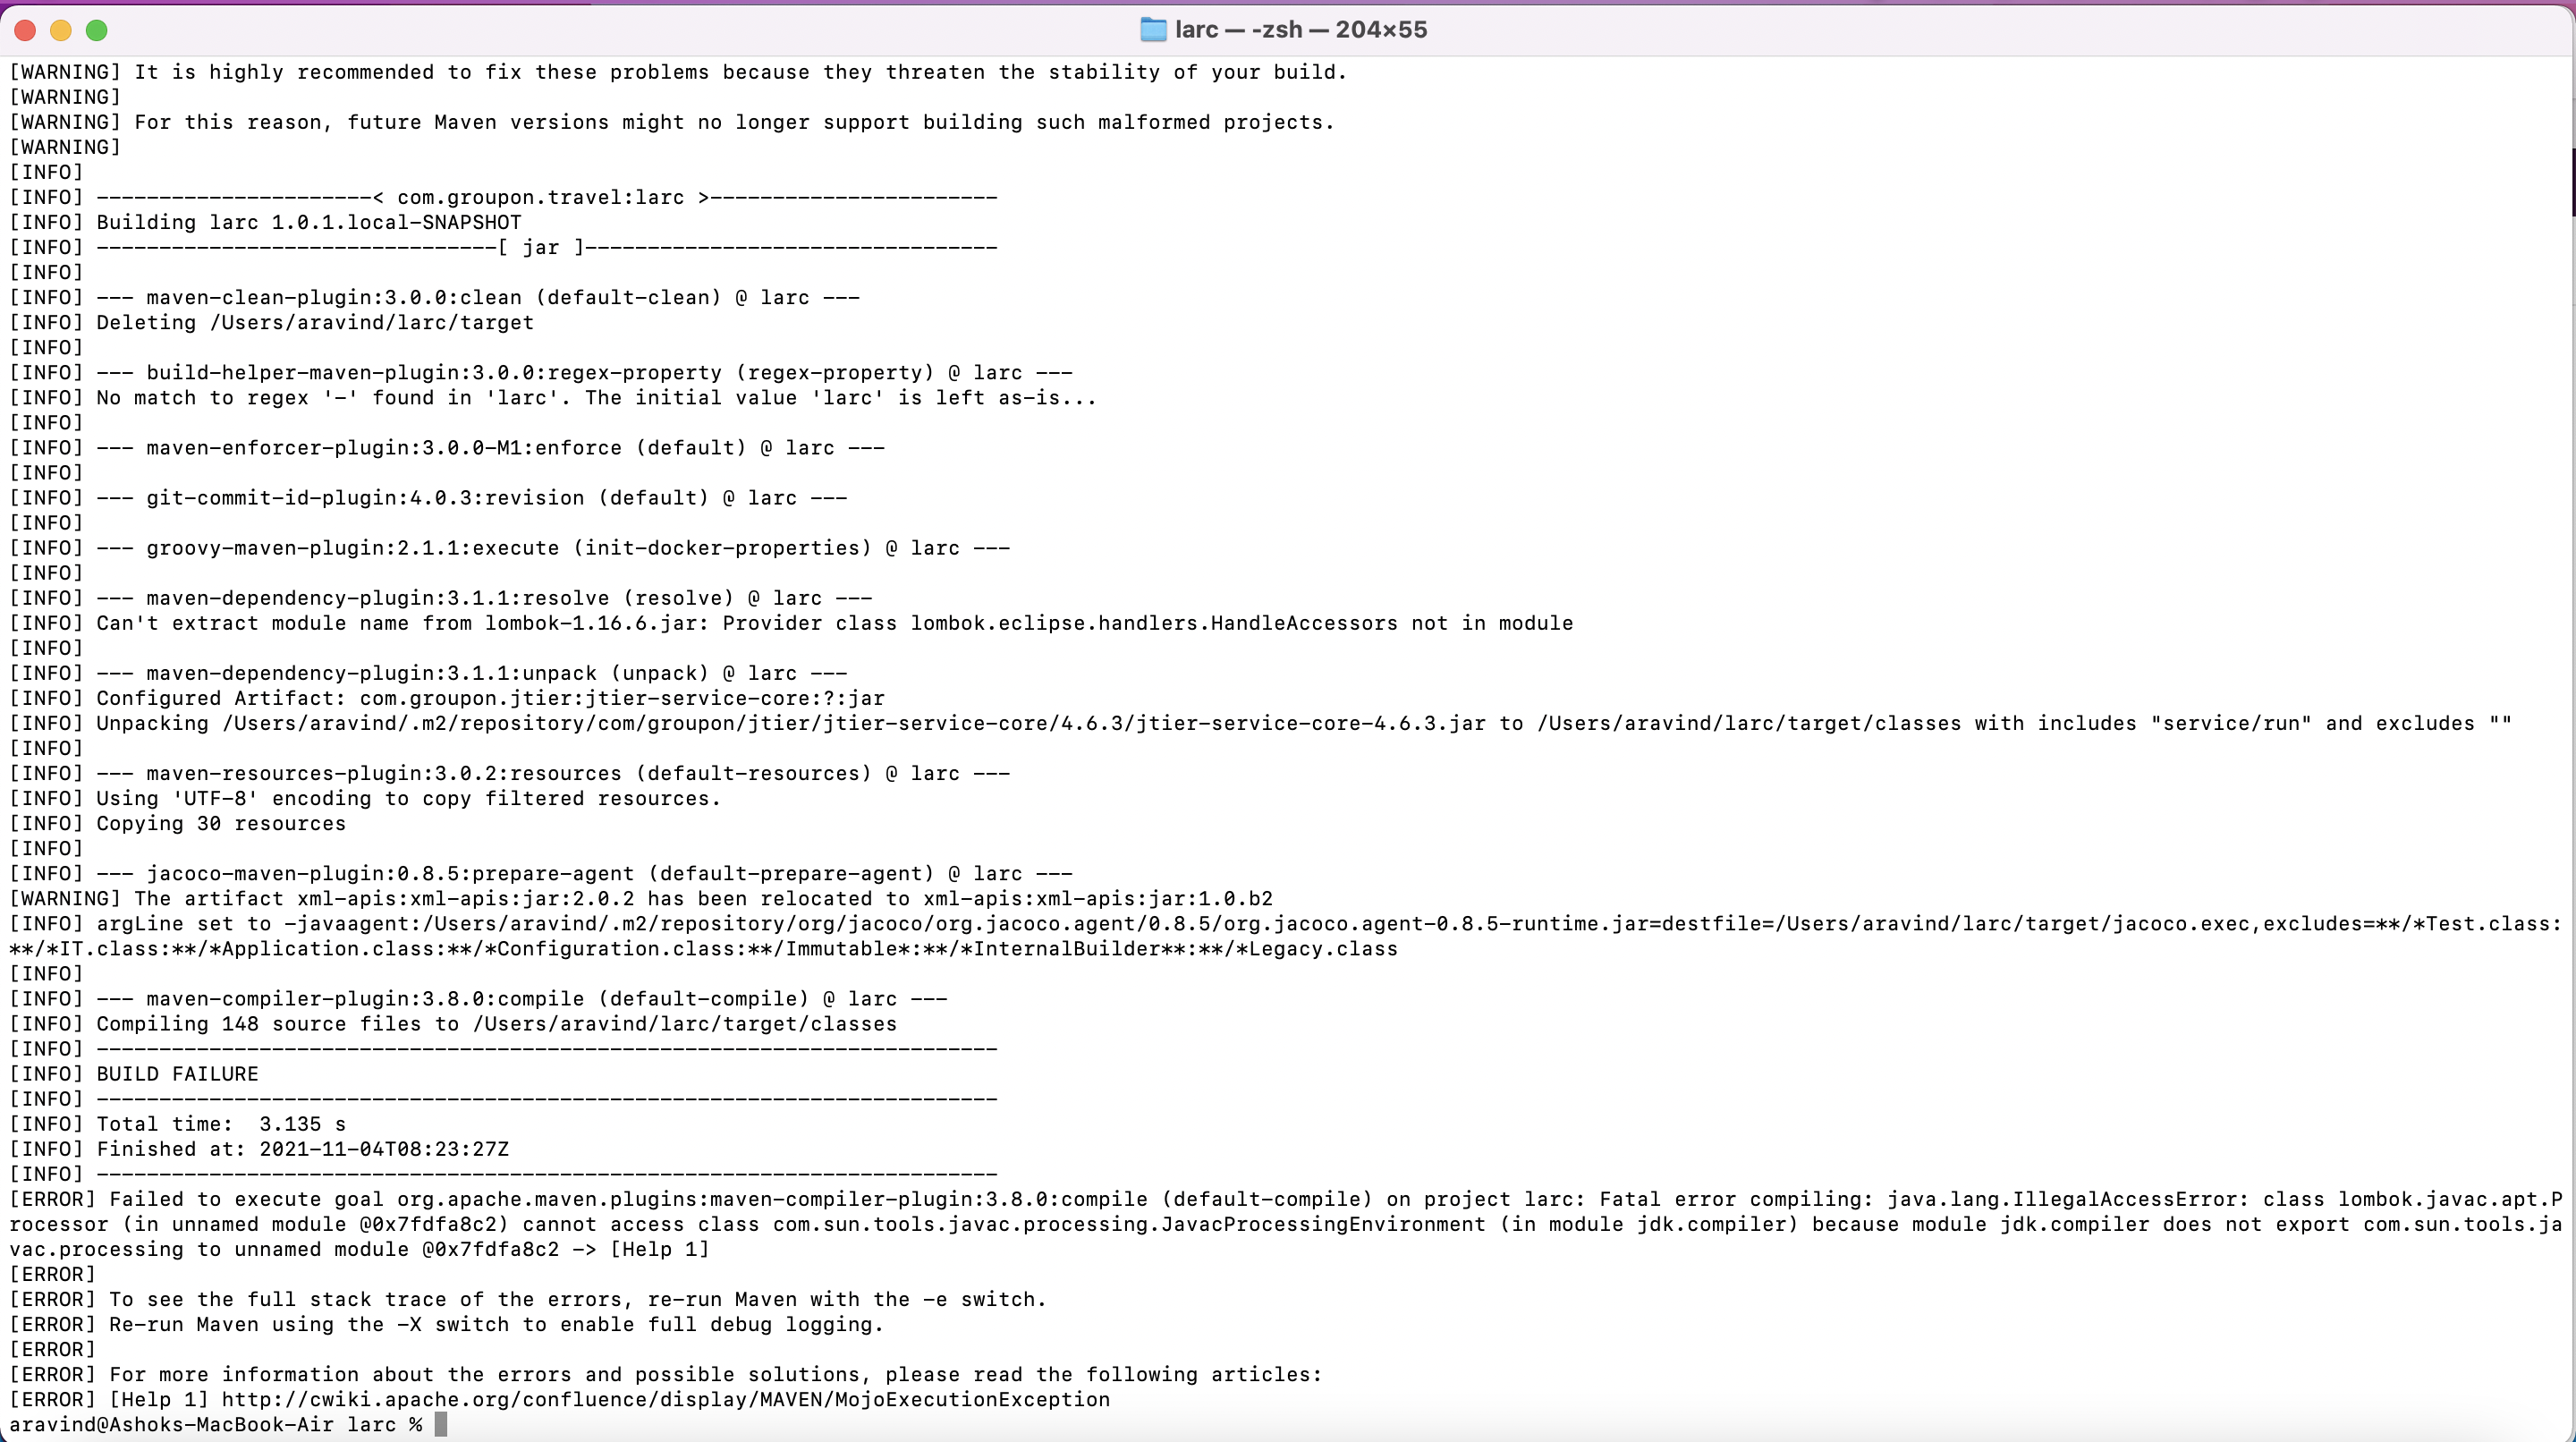 larc — -zsh — 204×55
[WARNING] It is highly recommended to fix these problems because they threaten the stability of your build.
[WARNING]
[WARNING] For this reason, future Maven versions might no longer support building such malformed projects.
[WARNING]
[INFO]
[INFO] ----------------------< com.groupon.travel:larc >-----------------------
[INFO] Building larc 1.0.1.local-SNAPSHOT
[INFO] --------------------------------[ jar ]---------------------------------
[INFO]
[INFO] --- maven-clean-plugin:3.0.0:clean (default-clean) @ larc ---
[INFO] Deleting /Users/aravind/larc/target
[INFO]
[INFO] --- build-helper-maven-plugin:3.0.0:regex-property (regex-property) @ larc ---
[INFO] No match to regex '-' found in 'larc'. The initial value 'larc' is left as-is...
[INFO]
[INFO] --- maven-enforcer-plugin:3.0.0-M1:enforce (default) @ larc ---
[INFO]
[INFO] --- git-commit-id-plugin:4.0.3:revision (default) @ larc ---
[INFO]
[INFO] --- groovy-maven-plugin:2.1.1:execute (init-docker-properties) @ larc ---
[INFO]
[INFO] --- maven-dependency-plugin:3.1.1:resolve (resolve) @ larc ---
[INFO] Can't extract module name from lombok-1.16.6.jar: Provider class lombok.eclipse.handlers.HandleAccessors not in module
[INFO]
[INFO] --- maven-dependency-plugin:3.1.1:unpack (unpack) @ larc ---
[INFO] Configured Artifact: com.groupon.jtier:jtier-service-core:?:jar
[INFO] Unpacking /Users/aravind/.m2/repository/com/groupon/jtier/jtier-service-core/4.6.3/jtier-service-core-4.6.3.jar to /Users/aravind/larc/target/classes with includes "service/run" and excludes ""
[INFO]
[INFO] --- maven-resources-plugin:3.0.2:resources (default-resources) @ larc ---
[INFO] Using 'UTF-8' encoding to copy filtered resources.
[INFO] Copying 30 resources
[INFO]
[INFO] --- jacoco-maven-plugin:0.8.5:prepare-agent (default-prepare-agent) @ larc ---
[WARNING] The artifact xml-apis:xml-apis:jar:2.0.2 has been relocated to xml-apis:xml-apis:jar:1.0.b2
[INFO] argLine set to -javaagent:/Users/aravind/.m2/repository/org/jacoco/org.jacoco.agent/0.8.5/org.jacoco.agent-0.8.5-runtime.jar=destfile=/Users/aravind/larc/target/jacoco.exec,excludes=**/*Test.class:
**/*IT.class:**/*Application.class:**/*Configuration.class:**/Immutable*:**/*InternalBuilder**:**/*Legacy.class
[INFO]
[INFO] --- maven-compiler-plugin:3.8.0:compile (default-compile) @ larc ---
[INFO] Compiling 148 source files to /Users/aravind/larc/target/classes
[INFO] ------------------------------------------------------------------------
[INFO] BUILD FAILURE
[INFO] ------------------------------------------------------------------------
[INFO] Total time:  3.135 s
[INFO] Finished at: 2021-11-04T08:23:27Z
[INFO] ------------------------------------------------------------------------
[ERROR] Failed to execute goal org.apache.maven.plugins:maven-compiler-plugin:3.8.0:compile (default-compile) on project larc: Fatal error compiling: java.lang.IllegalAccessError: class lombok.javac.apt.P
rocessor (in unnamed module @0x7fdfa8c2) cannot access class com.sun.tools.javac.processing.JavacProcessingEnvironment (in module jdk.compiler) because module jdk.compiler does not export com.sun.tools.ja
vac.processing to unnamed module @0x7fdfa8c2 -> [Help 1]
[ERROR]
[ERROR] To see the full stack trace of the errors, re-run Maven with the -e switch.
[ERROR] Re-run Maven using the -X switch to enable full debug logging.
[ERROR]
[ERROR] For more information about the errors and possible solutions, please read the following articles:
[ERROR] [Help 1] http://cwiki.apache.org/confluence/display/MAVEN/MojoExecutionException
aravind@Ashoks-MacBook-Air larc %